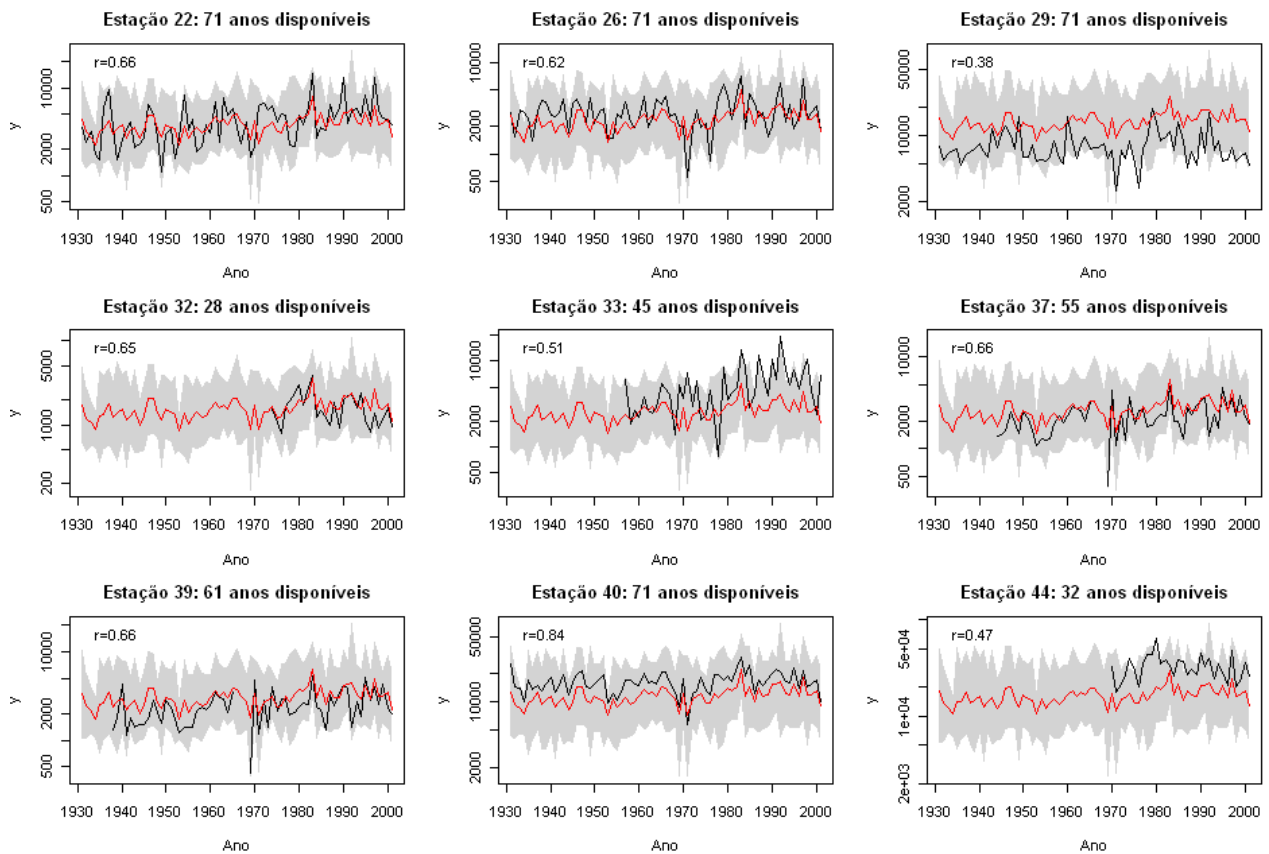 Estação 22: 71 anos disponíveis
r=0.66
y
10000
2000
500
1930 1940 1950 1960 1970 1980 1990 2000
Ano
Estação 26: 71 anos disponíveis
r=0.62
y
10000
2000
500
1930 1940 1950 1960 1970 1980 1990 2000
Ano
Estação 29: 71 anos disponíveis
r=0.38
y
50000
10000
2000
1930 1940 1950 1960 1970 1980 1990 2000
Ano
Estação 32: 28 anos disponíveis
r=0.65
y
5000
1000
200
1930 1940 1950 1960 1970 1980 1990 2000
Ano
Estação 33: 45 anos disponíveis
r=0.51
y
10000
2000
500
1930 1940 1950 1960 1970 1980 1990 2000
Ano
Estação 37: 55 anos disponíveis
r=0.66
y
10000
2000
500
1930 1940 1950 1960 1970 1980 1990 2000
Ano
Estação 39: 61 anos disponíveis
r=0.66
y
10000
2000
500
1930 1940 1950 1960 1970 1980 1990 2000
Ano
Estação 40: 71 anos disponíveis
r=0.84
y
50000
10000
2000
1930 1940 1950 1960 1970 1980 1990 2000
Ano
Estação 44: 32 anos disponíveis
r=0.47
y
5e+04
1e+04
2e+03
1930 1940 1950 1960 1970 1980 1990 2000
Ano